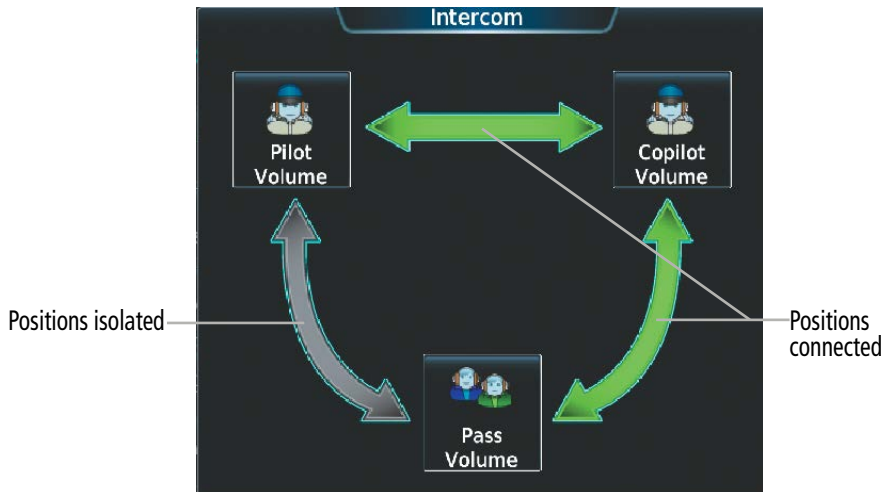 Intercom
Pilot
Volume
Copilot
Volume
Positions isolated
Positions
connected
Pass
Volume